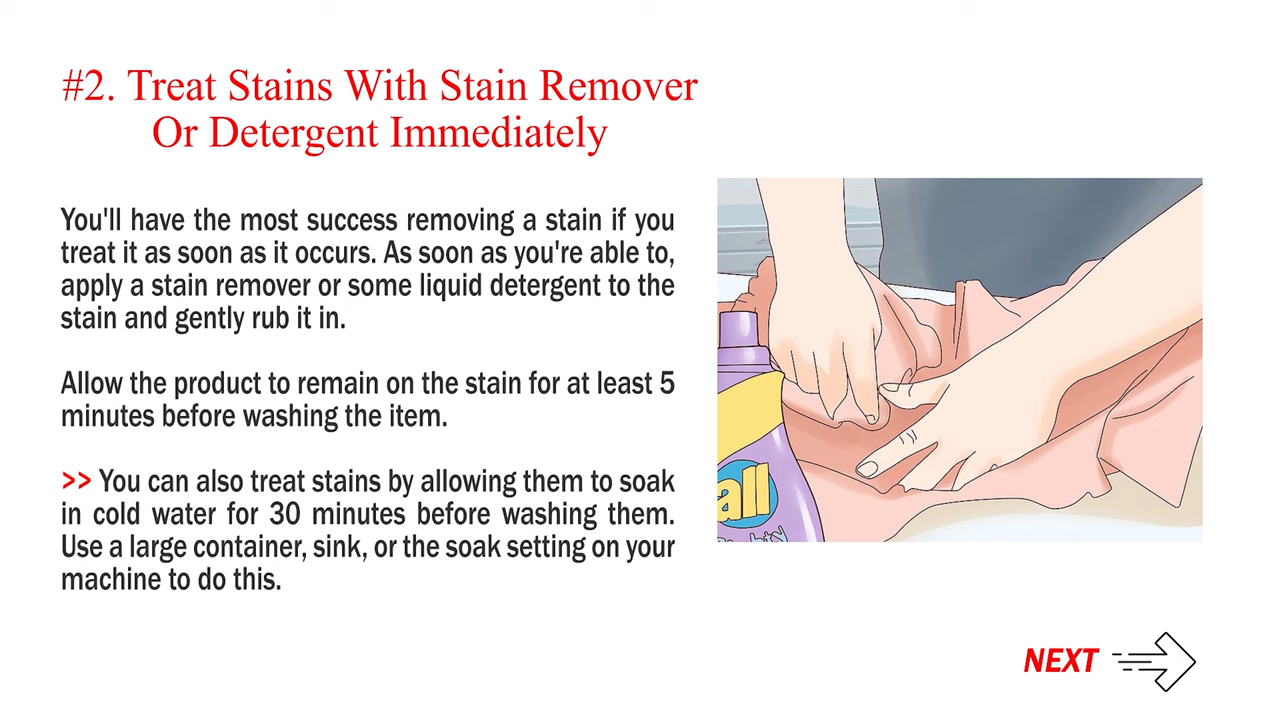 #2. Treat Stains With Stain Remover
Or Detergent Immediately
You'll have the most success removing a stain if you
treat it as soon as it occurs. As soon as you're able to,
apply a stain remover or some liquid detergent to the
stain and gently rub it in.
Allow the product to remain on the stain for at least 5
minutes before washing the item.
>> You can also treat stains by allowing them to soak
in cold water for 30 minutes before washing them.
Use a large container, sink, or the soak setting on your
machine to do this.
all
NEXT